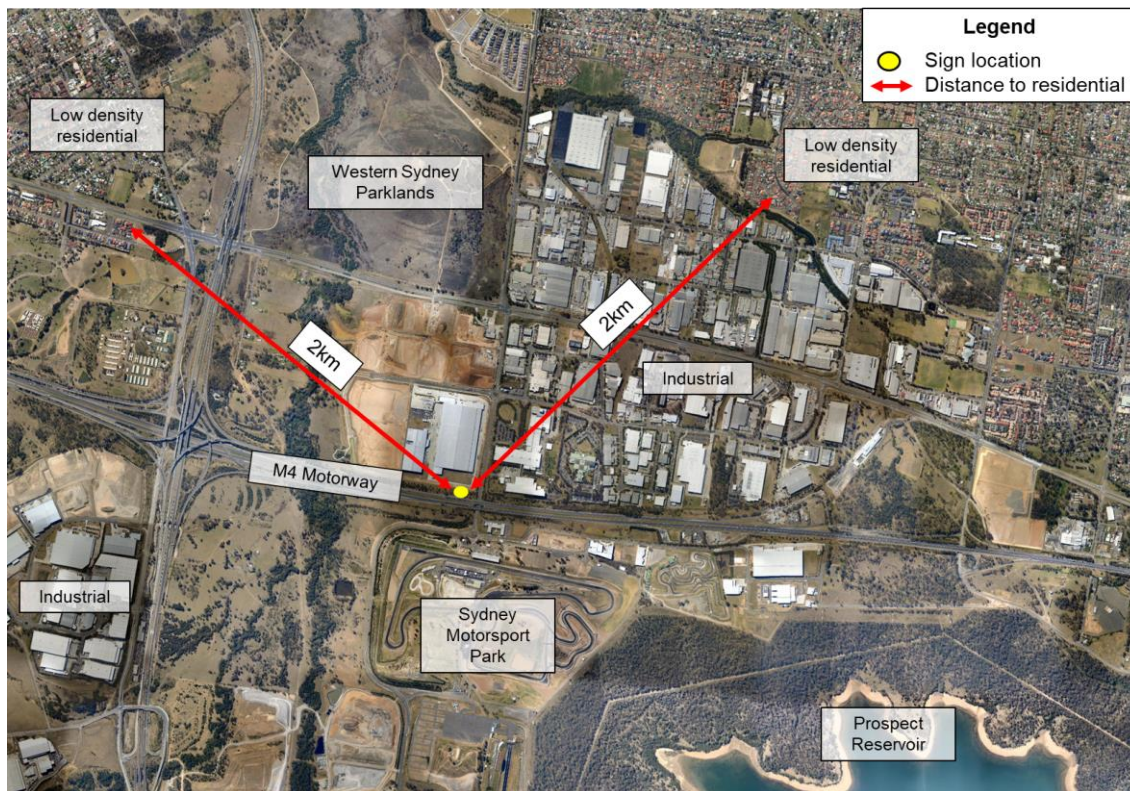 Legend
Sign location
Distance to residential
Low density
residential
Western Sydney
Parklands
Low density
residential
2km
2km
Industrial
M4 Motorway
Industrial
Sydney
Motorsport
Park
Prospect
Reservoir